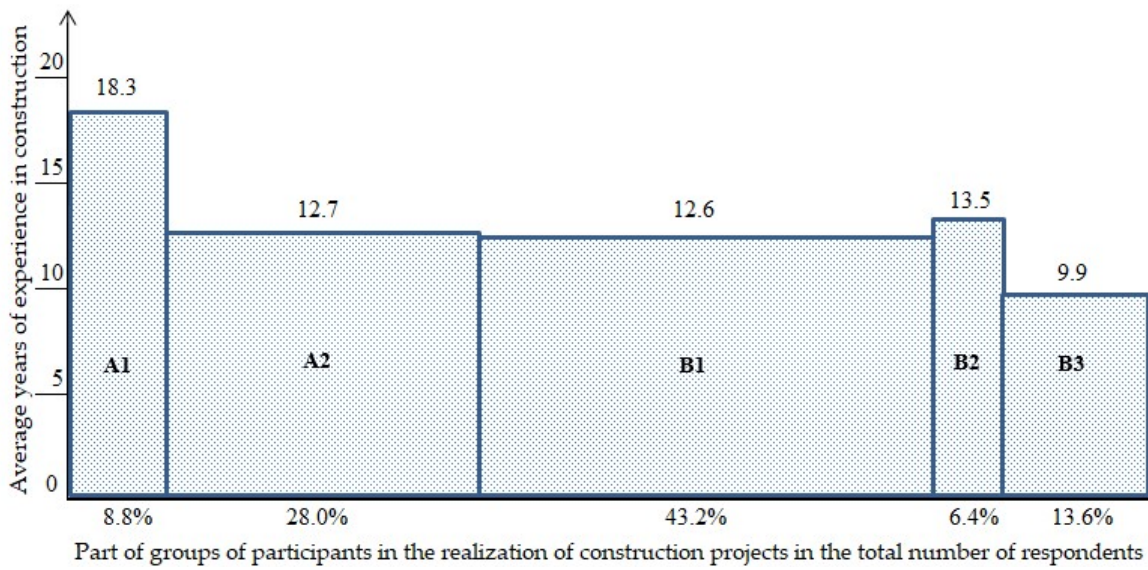 Average years of experience in construction
20
15
10
5
0
18.3
12.7
12.6
13.5
9.9
A1
A2
B1
B2
B3
8.8%
28.0%
43.2%
6.4%
13.6%
Part of groups of participants in the realization of construction projects in the total number of respondents